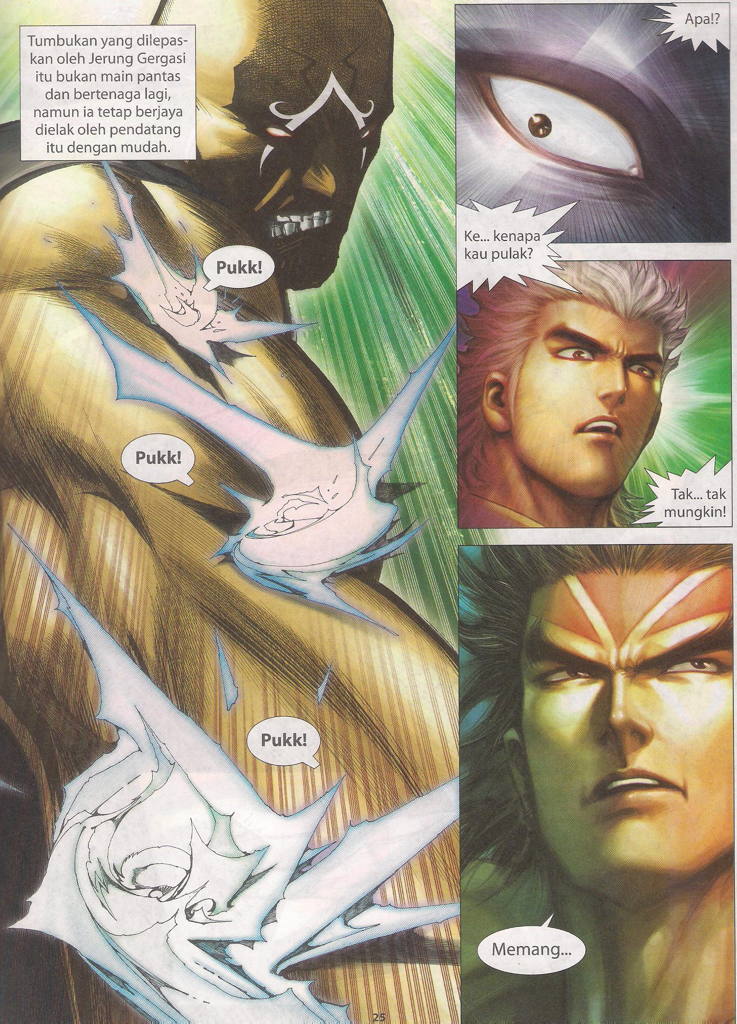 Tumbukan yang dilepas-
kan oleh Jerung Gergasi
itu bukan main pantas
dan bertenaga lagi,
namun ia tetap berjaya
dielak oleh pendatang
itu dengan mudah.
Pukk!
Pukk!
Pukk!
Apa!?
Ke... kenapa
kau pulak?
Tak... tak
mungkin!
Memang...
25